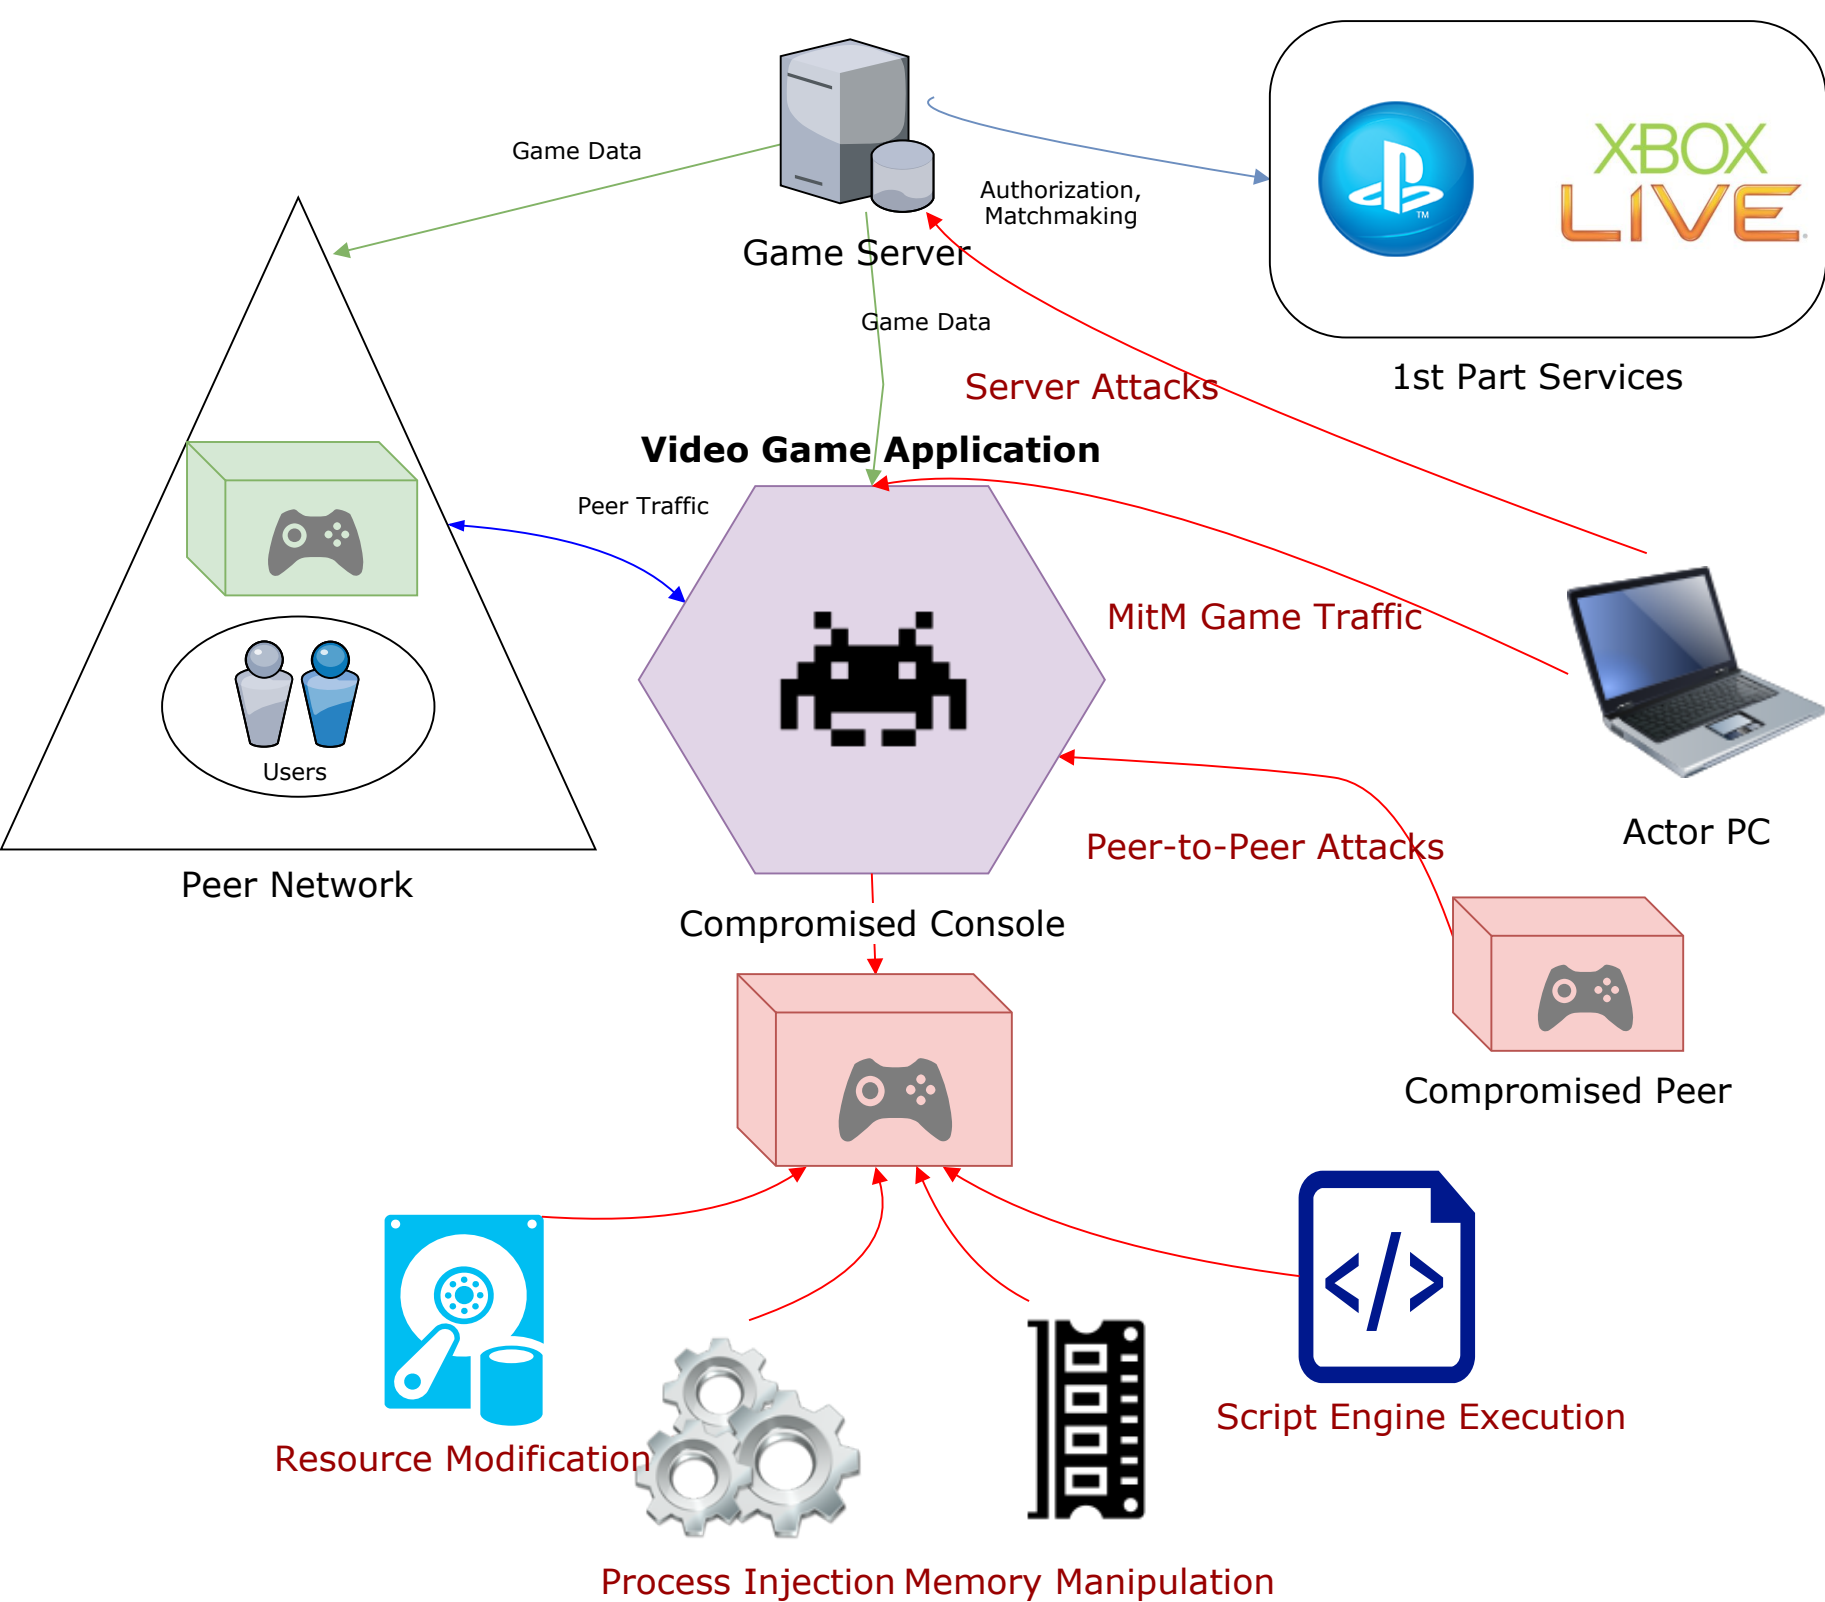 Game Data
Authorization,
Matchmaking
XBOX
LIVE
TM
Game Server
Game Data
1st Part Services
Server Attacks
Video Game Application
Peer Traffic
MitM Game Traffic
Users
Actor PC
Peer-to-Peer Attacks
Peer Network
Compromised Console
Compromised Peer
</>
Script Engine Execution
Resource Modification
Process Injection
Memory Manipulation